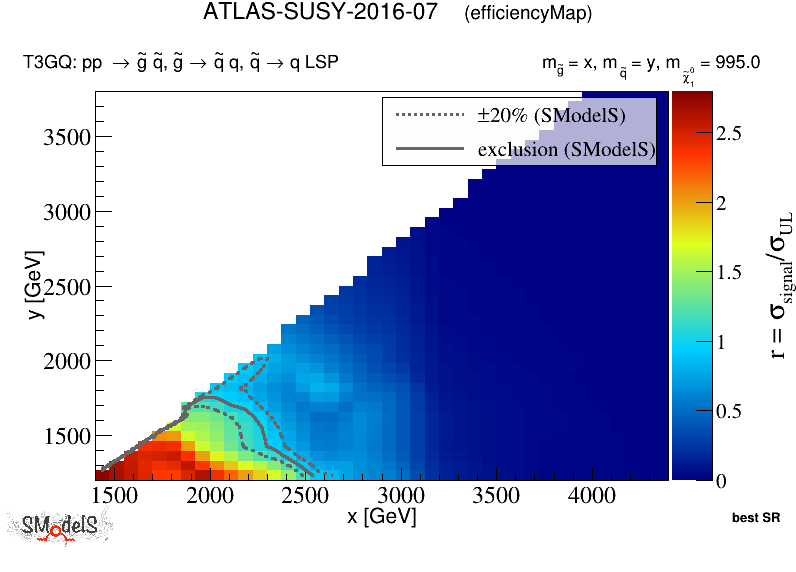 ATLAS-SUSY-2016-07 (efficiencyMap)
T3GQ: pp → g̃ q̃, g̃ → q̃ q, q̃ → q LSP
m_g̃ = x, m_q̃ = y, m_χ̃₁⁰ = 995.0
±20% (SModelS)
exclusion (SModelS)
3500
3000
2500
2000
1500
y [GeV]
1500 2000 2500 3000 3500 4000
x [GeV]
2.5
2
1.5
1
0.5
0
r = σ_signal/σ_UL
SModelS
best SR